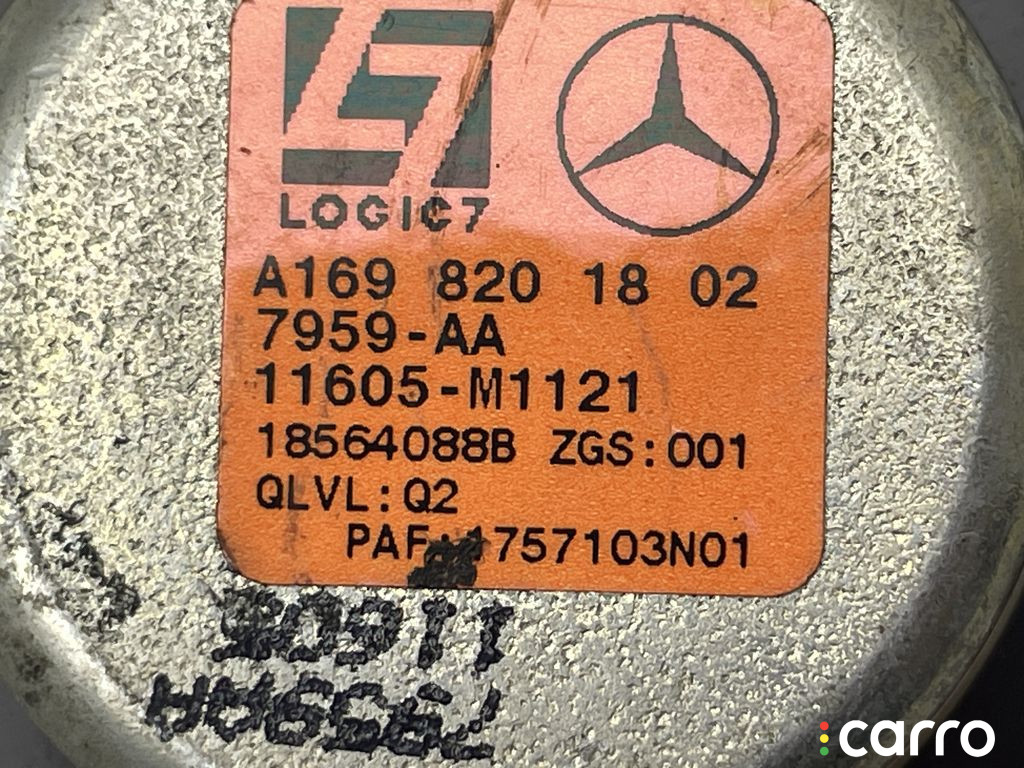 LOGIC7
A169 820 18 02
7959-AA
11605-M1121
18564088B ZGS:001
QLVL:Q2
PAF:1757103N01
carro